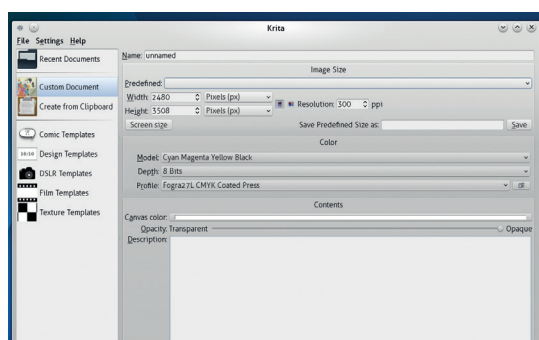 Krita
File Settings Help
Recent Documents
Custom Document
Create from Clipboard
Comic Templates
10:10 Design Templates
DSLR Templates
Film Templates
Texture Templates
Name: unnamed
Image Size
Predefined:
Width: 2480 Pixels (px)
Height: 3508 Pixels (px)
Resolution: 300 ppi
Screen size Save Predefined Size as: Save
Color
Model: Cyan Magenta Yellow Black
Depth: 8 Bits
Profile: Fogra27L CMYK Coated Press
Contents
Canvas color:
Opacity: Transparent Opaque
Description: